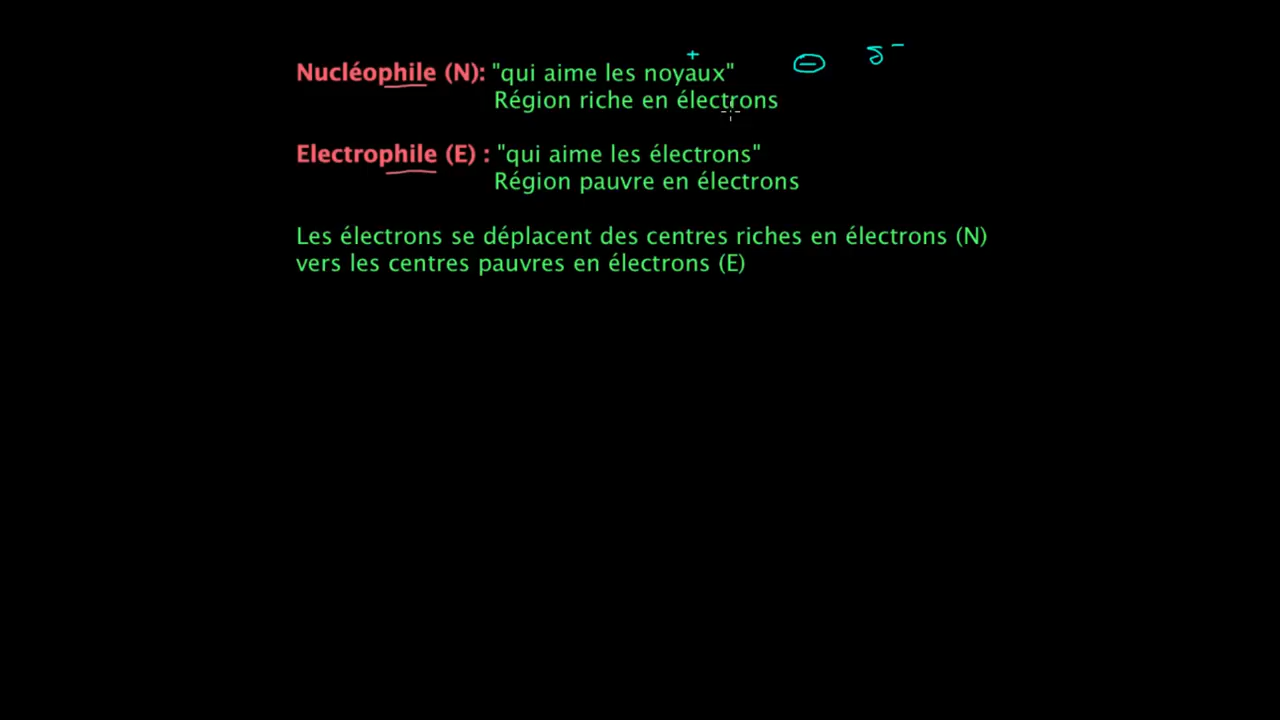 Nucléophile (N): "qui aime les noyaux" + ⊖ δ⁻
Région riche en électrons
Electrophile (E) : "qui aime les électrons"
Région pauvre en électrons
Les électrons se déplacent des centres riches en électrons (N)
vers les centres pauvres en électrons (E)